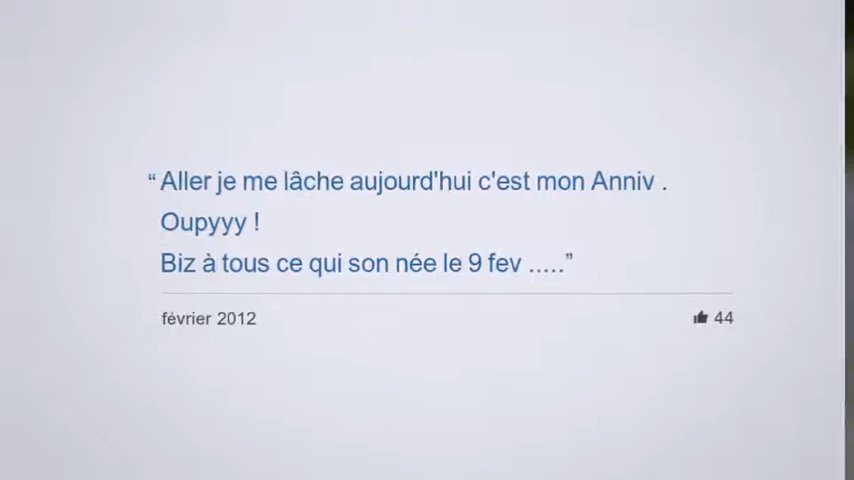 “ Aller je me lâche aujourd'hui c'est mon Anniv .
Oupyyy !
Biz à tous ce qui son née le 9 fev .....”
février 2012 44